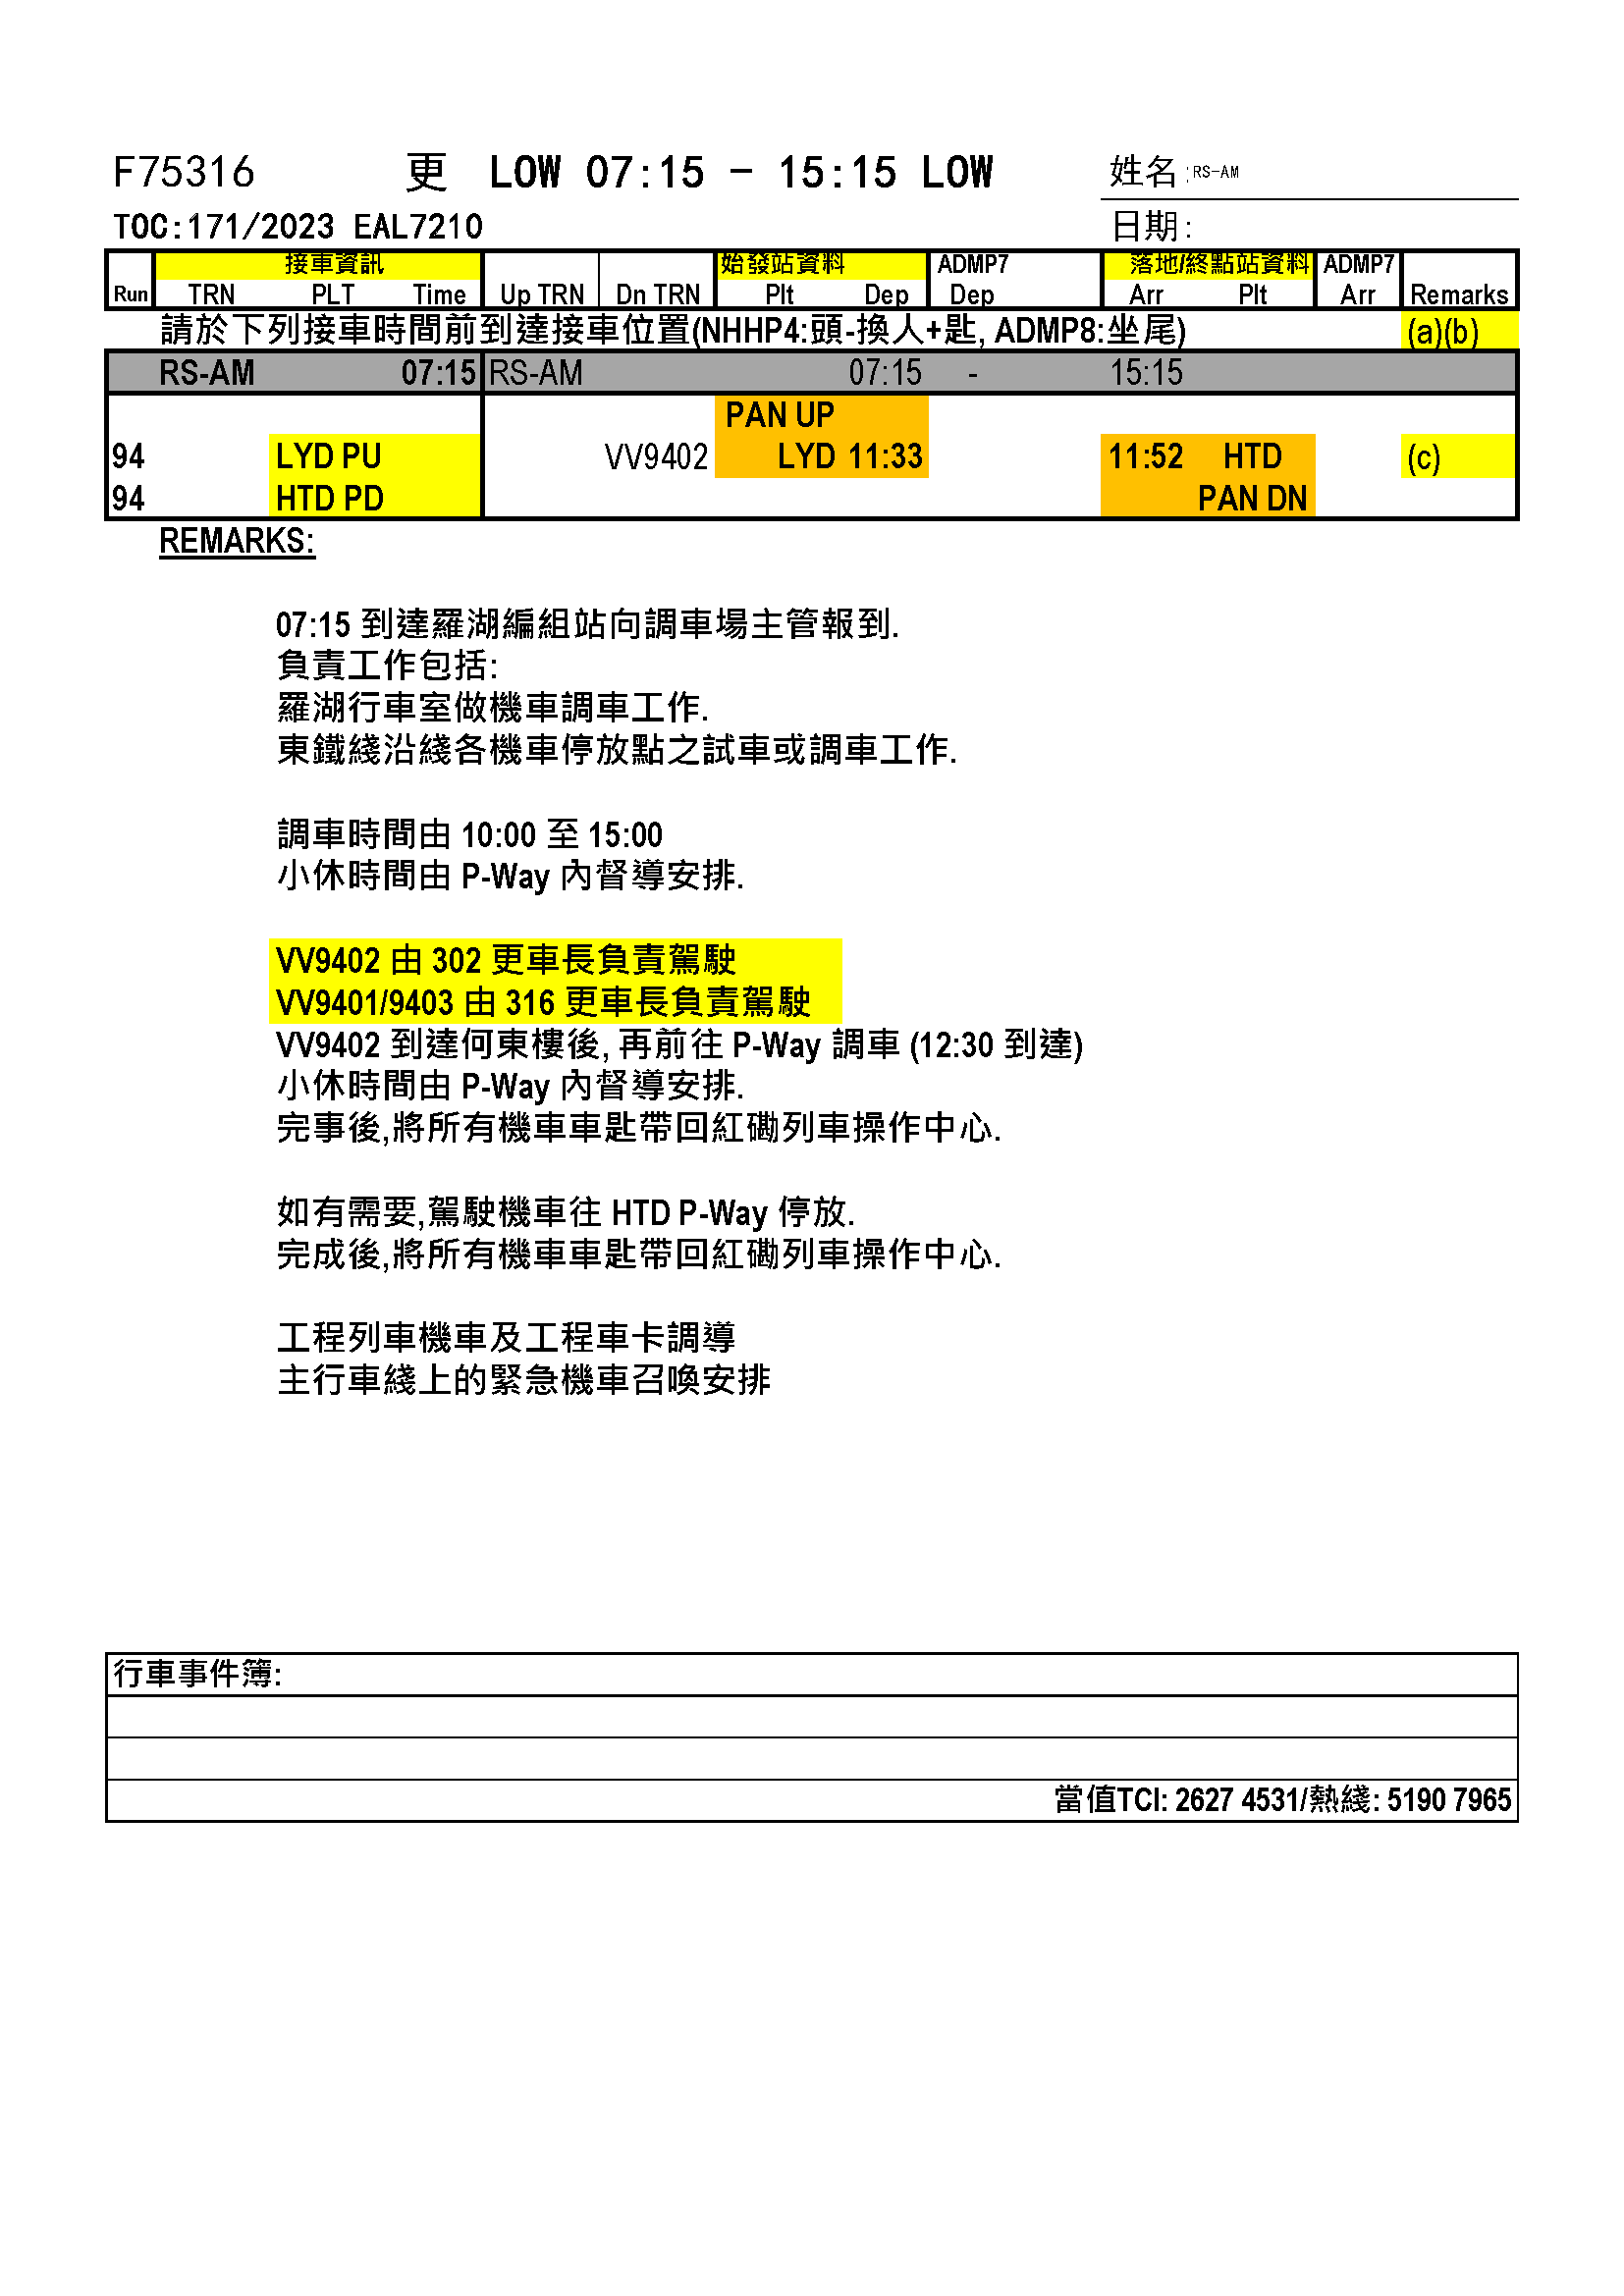 F75316 更 LOW 07:15 - 15:15 LOW 姓名:RS-AM
TOC:171/2023 EAL7210 日期:
接車資訊 始發站資料 ADMP7 落地/終點站資料 ADMP7
Run TRN PLT Time Up TRN Dn TRN Plt Dep Dep Arr Plt Arr Remarks
請於下列接車時間前到達接車位置(NHHP4:頭-換人+匙, ADMP8:坐尾) (a)(b)
RS-AM 07:15 RS-AM 07:15 - 15:15
PAN UP
94 LYD PU VV9402 LYD 11:33 11:52 HTD (c)
94 HTD PD PAN DN
REMARKS:
07:15 到達羅湖編組站向調車場主管報到.
負責工作包括:
羅湖行車室做機車調車工作.
東鐵綫沿綫各機車停放點之試車或調車工作.
調車時間由 10:00 至 15:00
小休時間由 P-Way 內督導安排.
VV9402 由 302 更車長負責駕駛
VV9401/9403 由 316 更車長負責駕駛
VV9402 到達何東樓後, 再前往 P-Way 調車 (12:30 到達)
小休時間由 P-Way 內督導安排.
完事後,將所有機車車匙帶回紅磡列車操作中心.
如有需要,駕駛機車往 HTD P-Way 停放.
完成後,將所有機車車匙帶回紅磡列車操作中心.
工程列車機車及工程車卡調導
主行車綫上的緊急機車召喚安排
行車事件簿:
當值TCI: 2627 4531/熱綫: 5190 7965